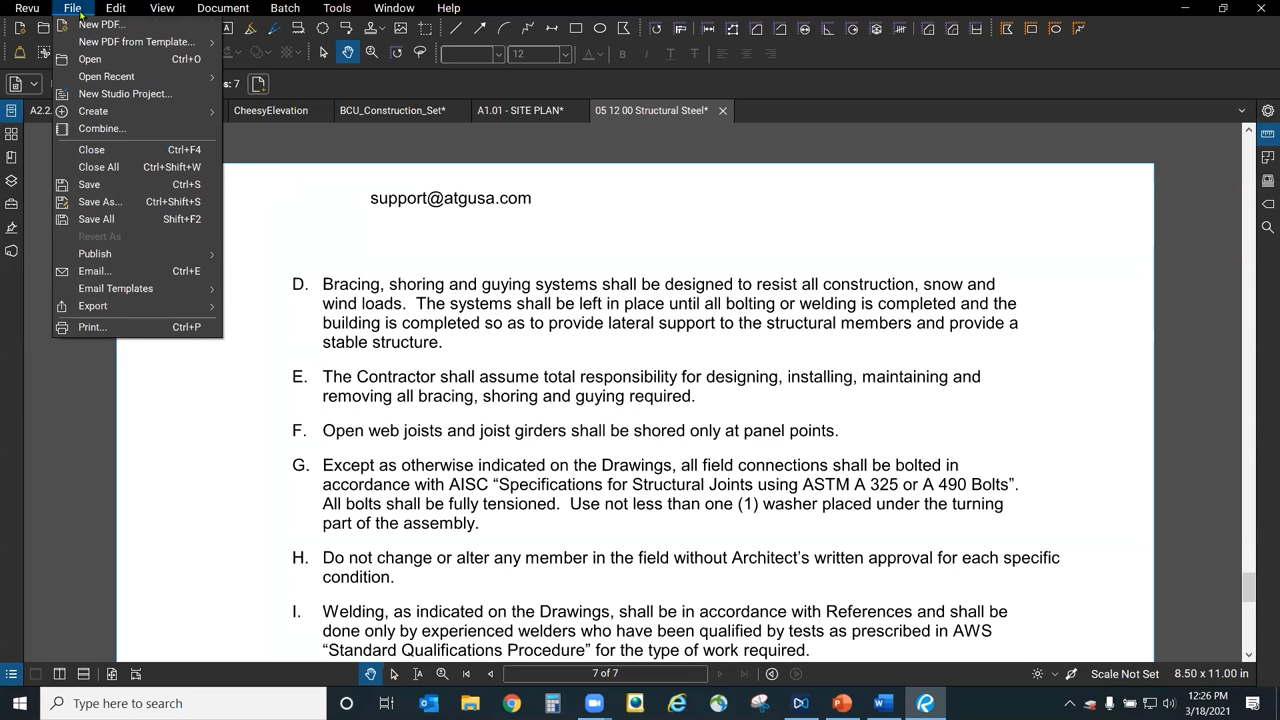 Revu File Edit View Document Batch Tools Window Help
New PDF...
New PDF from Template...
Open Ctrl+O
Open Recent
New Studio Project...
Create
Combine...
Close Ctrl+F4
Close All Ctrl+Shift+W
Save Ctrl+S
Save As... Ctrl+Shift+S
Save All Shift+F2
Revert As
Publish
Email... Ctrl+E
Email Templates
Export
Print... Ctrl+P
12
: 7
A2.2 CheesyElevation BCU_Construction_Set* A1.01 - SITE PLAN* 05 12 00 Structural Steel*
support@atgusa.com
D. Bracing, shoring and guying systems shall be designed to resist all construction, snow and
wind loads. The systems shall be left in place until all bolting or welding is completed and the
building is completed so as to provide lateral support to the structural members and provide a
stable structure.
E. The Contractor shall assume total responsibility for designing, installing, maintaining and
removing all bracing, shoring and guying required.
F. Open web joists and joist girders shall be shored only at panel points.
G. Except as otherwise indicated on the Drawings, all field connections shall be bolted in
accordance with AISC “Specifications for Structural Joints using ASTM A 325 or A 490 Bolts”.
All bolts shall be fully tensioned. Use not less than one (1) washer placed under the turning
part of the assembly.
H. Do not change or alter any member in the field without Architect’s written approval for each specific
condition.
I. Welding, as indicated on the Drawings, shall be in accordance with References and shall be
done only by experienced welders who have been qualified by tests as prescribed in AWS
“Standard Qualifications Procedure” for the type of work required.
7 of 7
Scale Not Set 8.50 x 11.00 in
Type here to search
12:26 PM
3/18/2021